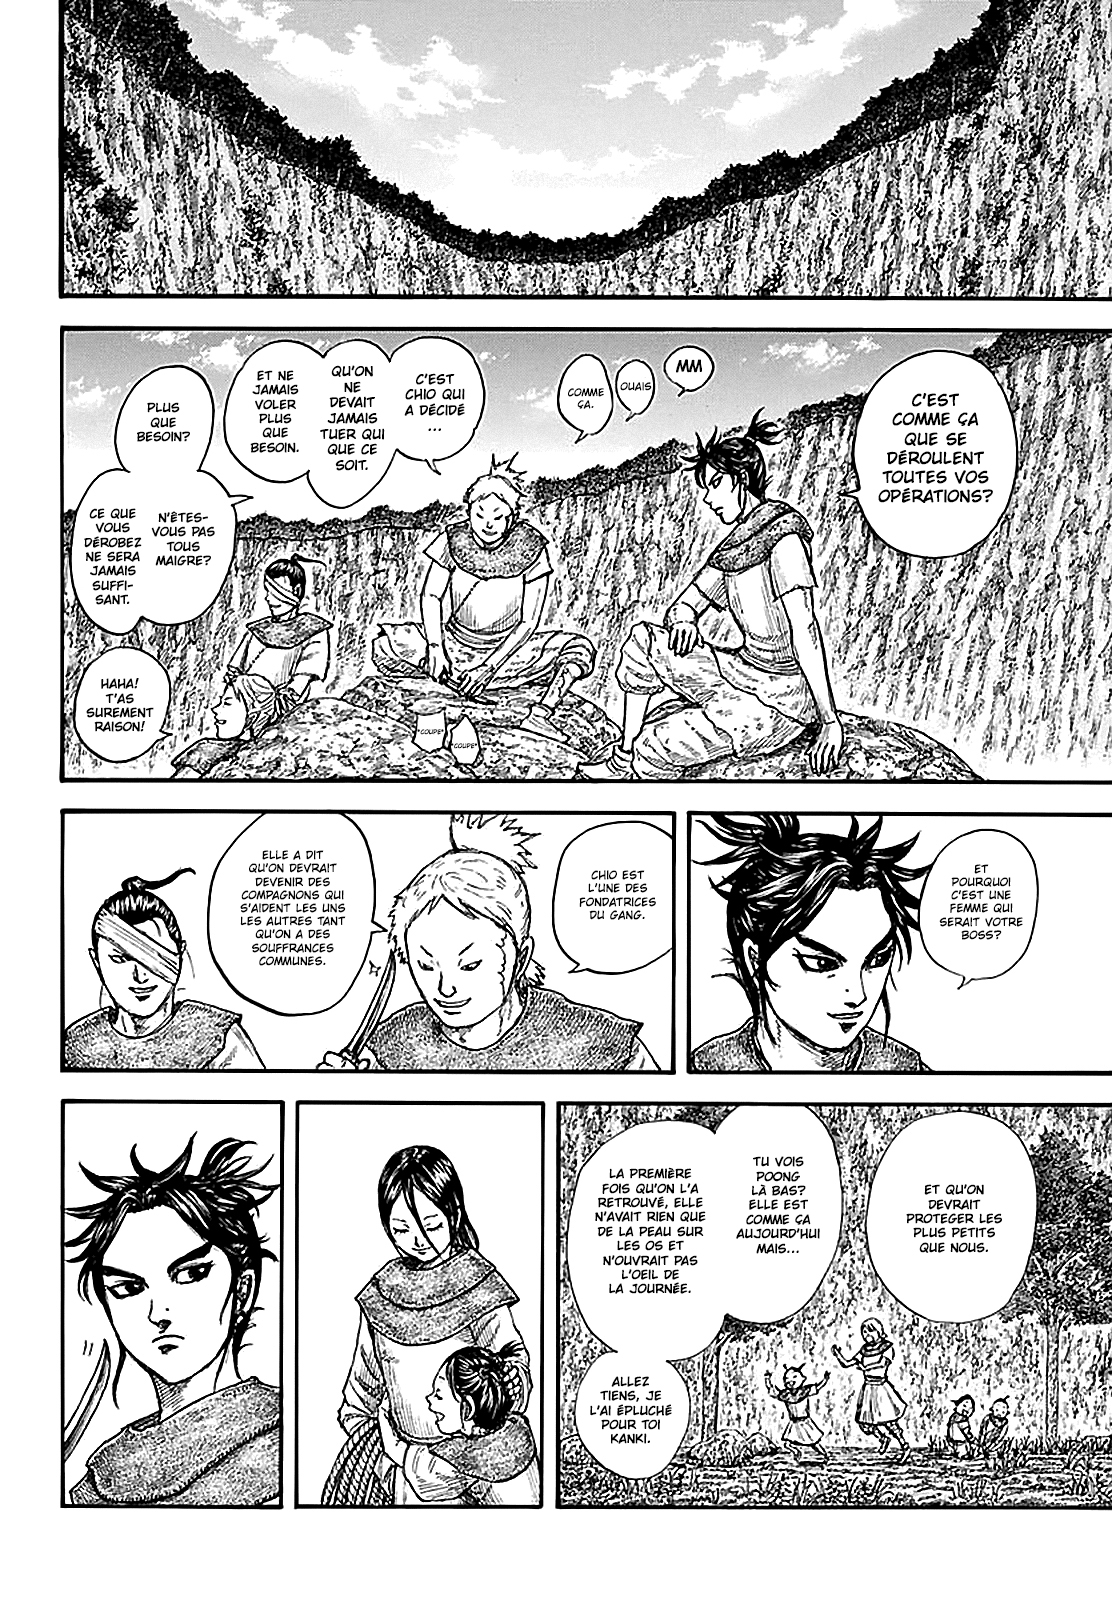 C'EST
COMME ÇA
QUE SE
DÉROULENT
TOUTES VOS
OPÉRATIONS?
MM
OUAIS
COMME
ÇA.
C'EST
CHIO QUI
A DÉCIDÉ
...
QU'ON
NE
DEVAIT
JAMAIS
TUER QUI
QUE CE
SOIT.
ET NE
JAMAIS
VOLER
PLUS
QUE
BESOIN.
PLUS
QUE
BESOIN?
N'ÊTES-
VOUS PAS
TOUS
MAIGRE?
CE QUE
VOUS
DÉROBEZ
NE SERA
JAMAIS
SUFFI-
SANT.
HAHA!
T'AS
SUREMENT
RAISON!
*COUPE*
*COUPE*
ET
POURQUOI
C'EST UNE
FEMME QUI
SERAIT VOTRE
BOSS?
CHIO EST
L'UNE DES
FONDATRICES
DU GANG.
ELLE A DIT
QU'ON DEVRAIT
DEVENIR DES
COMPAGNONS QUI
S'AIDENT LES UNS
LES AUTRES TANT
QU'ON A DES
SOUFFRANCES
COMMUNES.
ET QU'ON
DEVRAIT
PROTEGER LES
PLUS PETITS
QUE NOUS.
TU VOIS
POONG
LÀ BAS?
ELLE EST
COMME ÇA
AUJOURD'HUI
MAIS...
LA PREMIÈRE
FOIS QU'ON L'A
RETROUVÉ, ELLE
N'AVAIT RIEN QUE
DE LA PEAU SUR
LES OS ET
N'OUVRAIT PAS
L'OEIL DE
LA JOURNÉE.
ALLEZ
TIENS, JE
L'AI ÉPLUCHÉ
POUR TOI
KANKI.